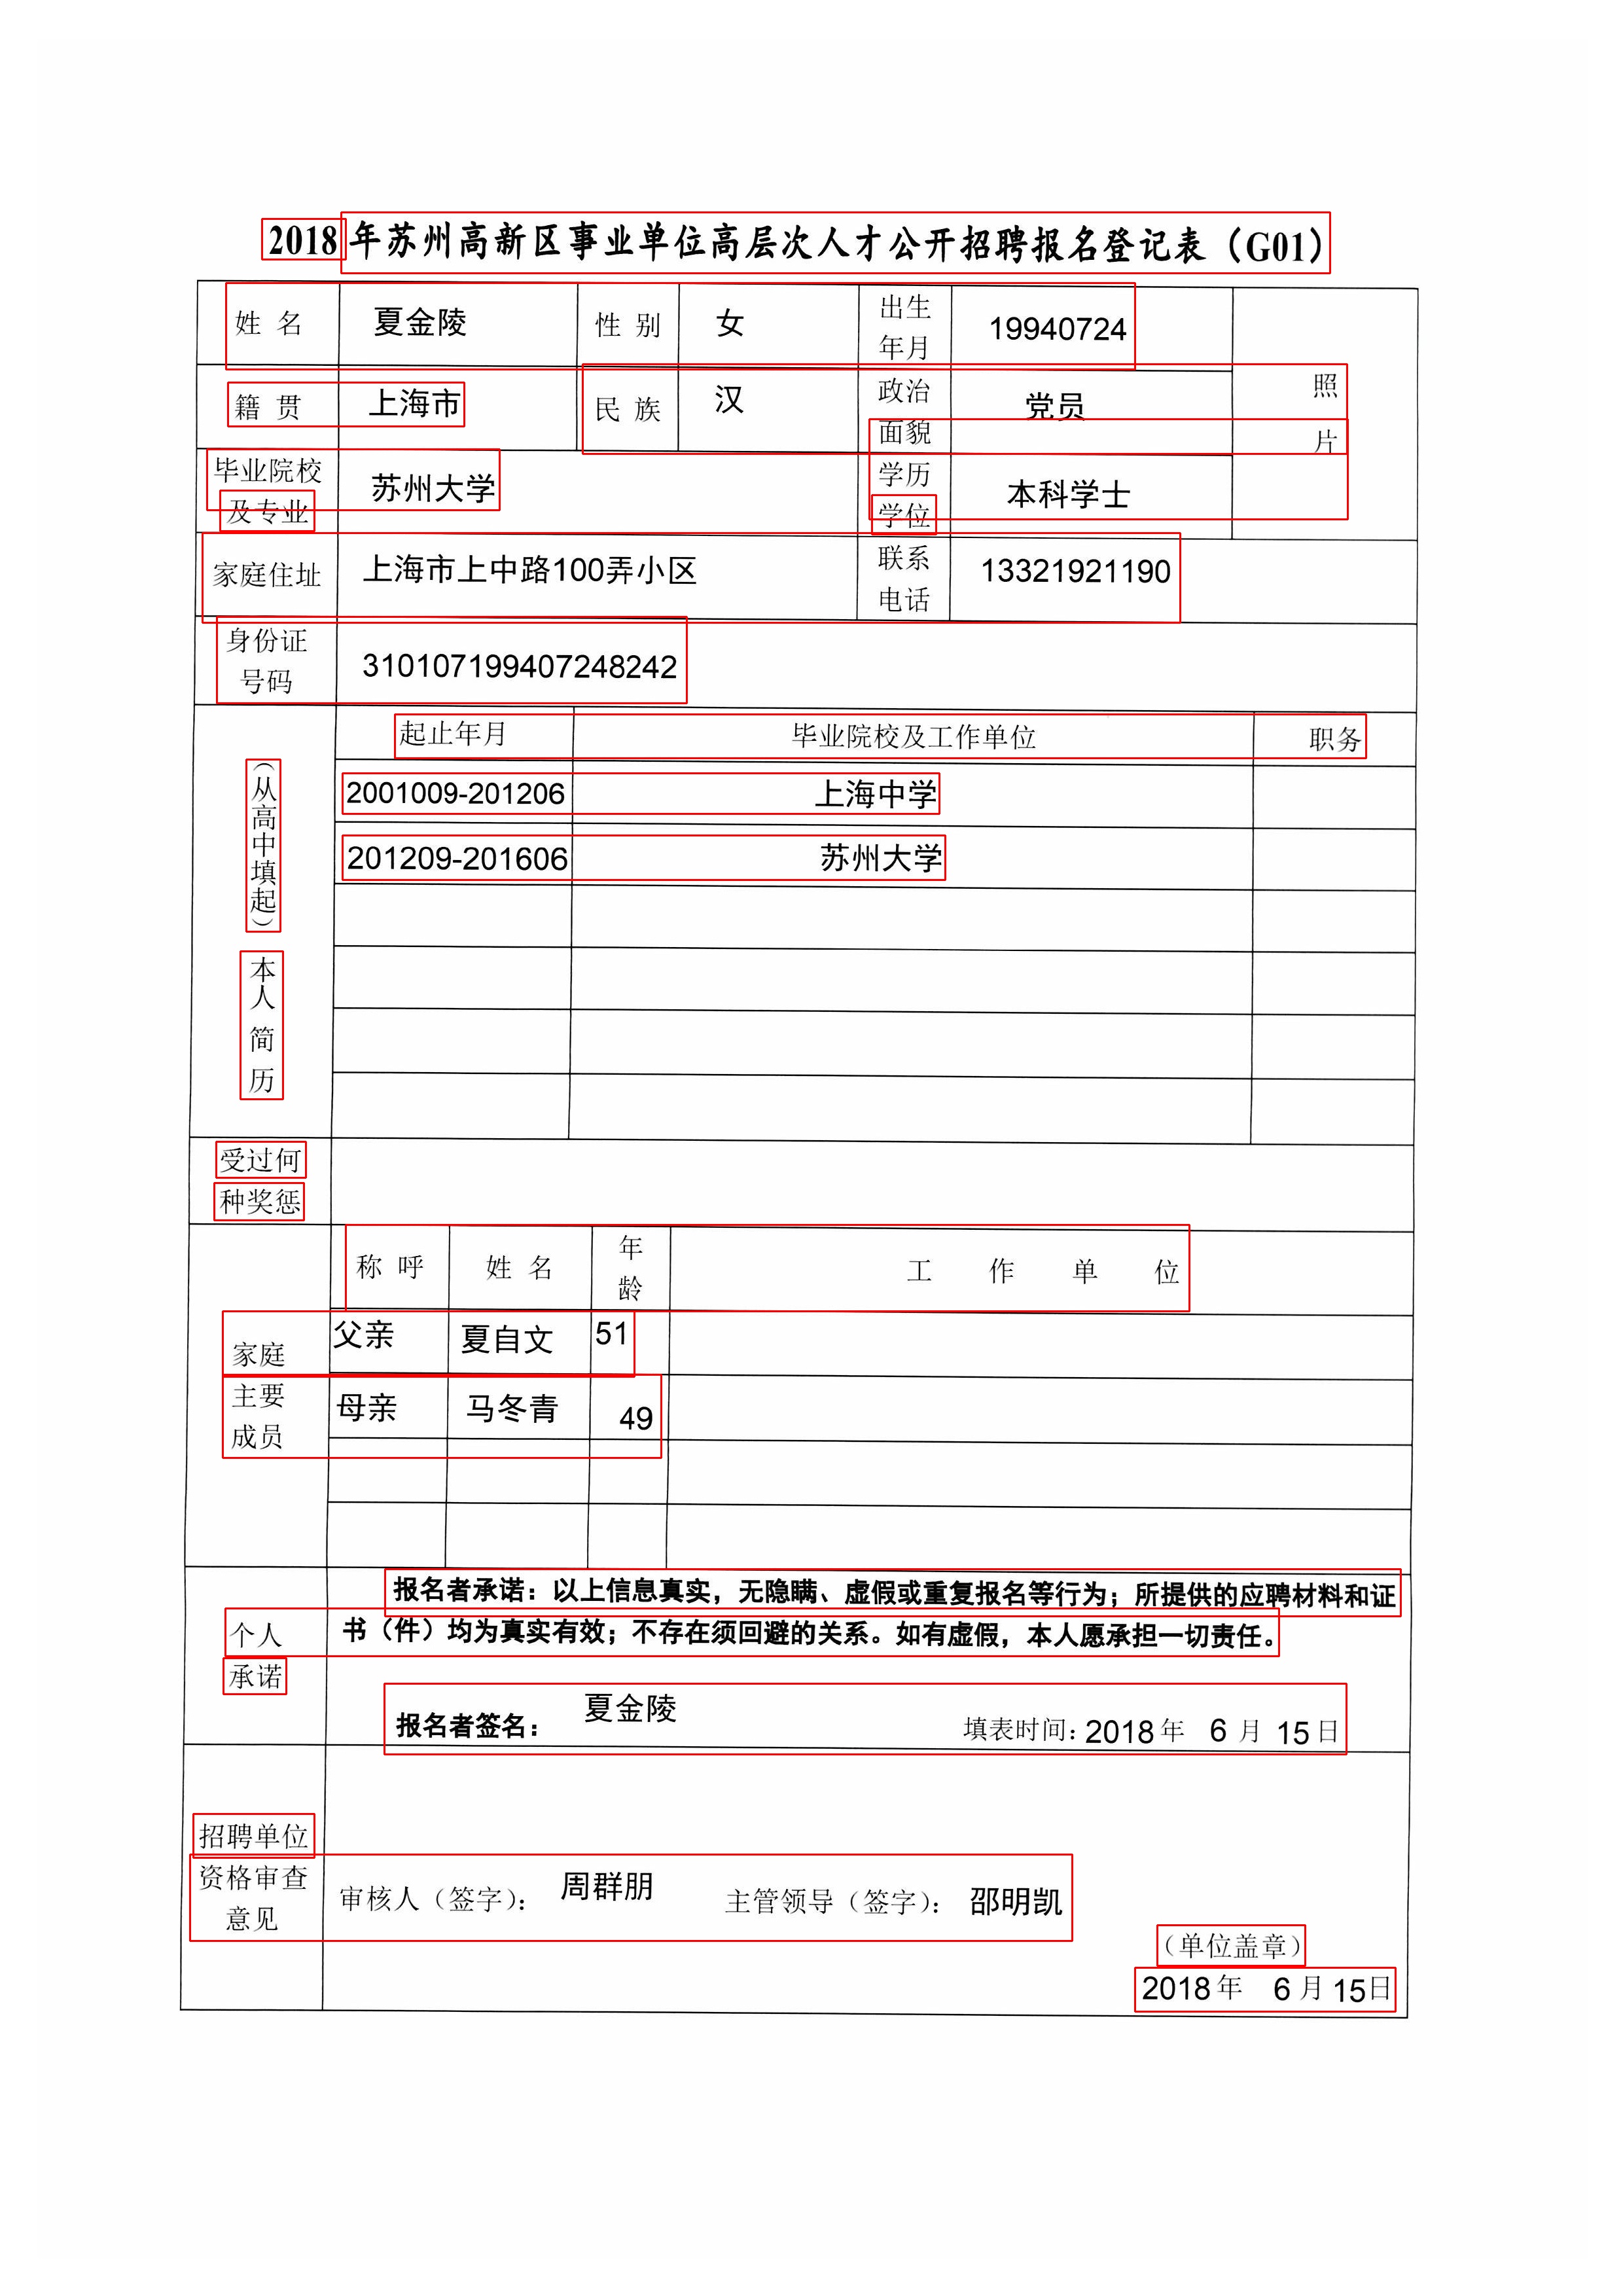 2018年苏州高新区事业单位高层次人才公开招聘报名登记表（G01）
姓 名 夏金陵 性 别 女 出生年月 19940724
籍 贯 上海市 民 族 汉 政治面貌 党员 照片
毕业院校及专业 苏州大学 学历学位 本科学士
家庭住址 上海市上中路100弄小区 联系电话 13321921190
身份证号码 310107199407248242
（从高中填起） 本人简历
起止年月 毕业院校及工作单位 职务
2001009-201206 上海中学
201209-201606 苏州大学
受过何
种奖惩
家庭主要成员
称 呼 姓 名 年龄 工 作 单 位
父亲 夏自文 51
母亲 马冬青 49
个人
承诺
报名者承诺：以上信息真实，无隐瞒、虚假或重复报名等行为；所提供的应聘材料和证
书（件）均为真实有效；不存在须回避的关系。如有虚假，本人愿承担一切责任。
报名者签名： 夏金陵 填表时间：2018年 6月 15日
招聘单位
资格审查
意见
审核人（签字）： 周群朋 主管领导（签字）： 邵明凯
（单位盖章）
2018年 6月15日